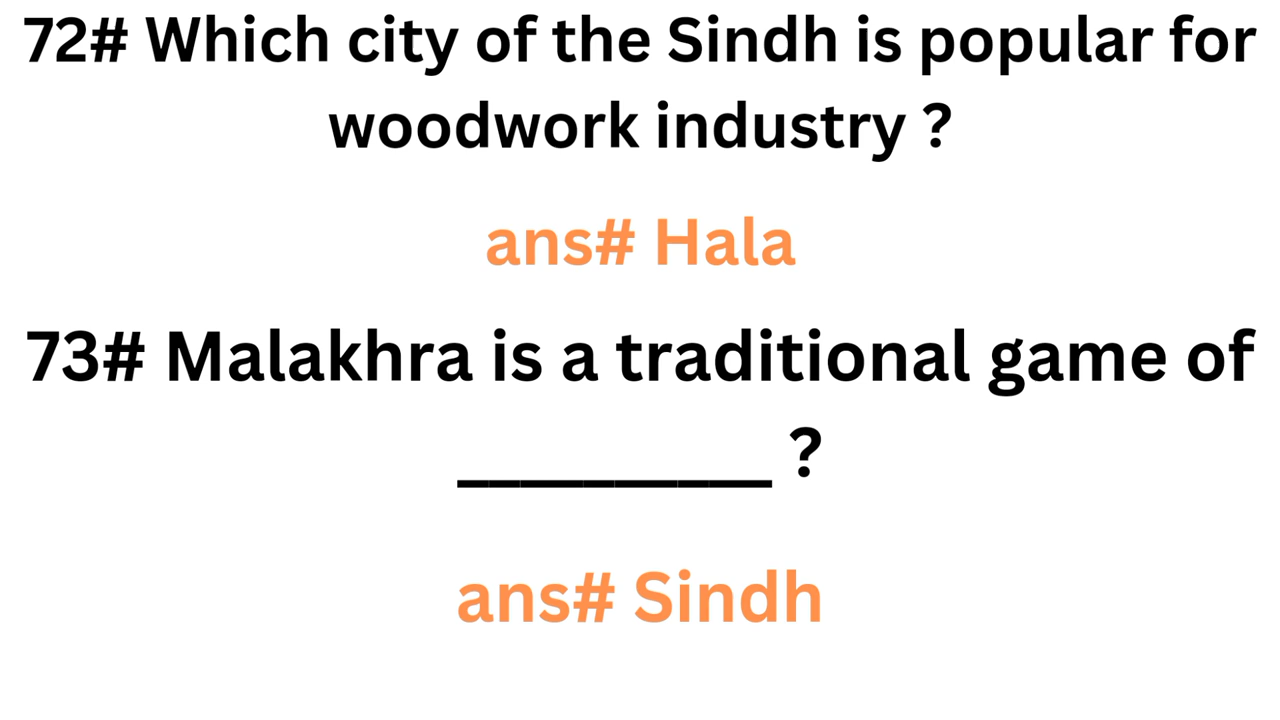 72# Which city of the Sindh is popular for
woodwork industry ?
ans# Hala
73# Malakhra is a traditional game of
__________ ?
ans# Sindh